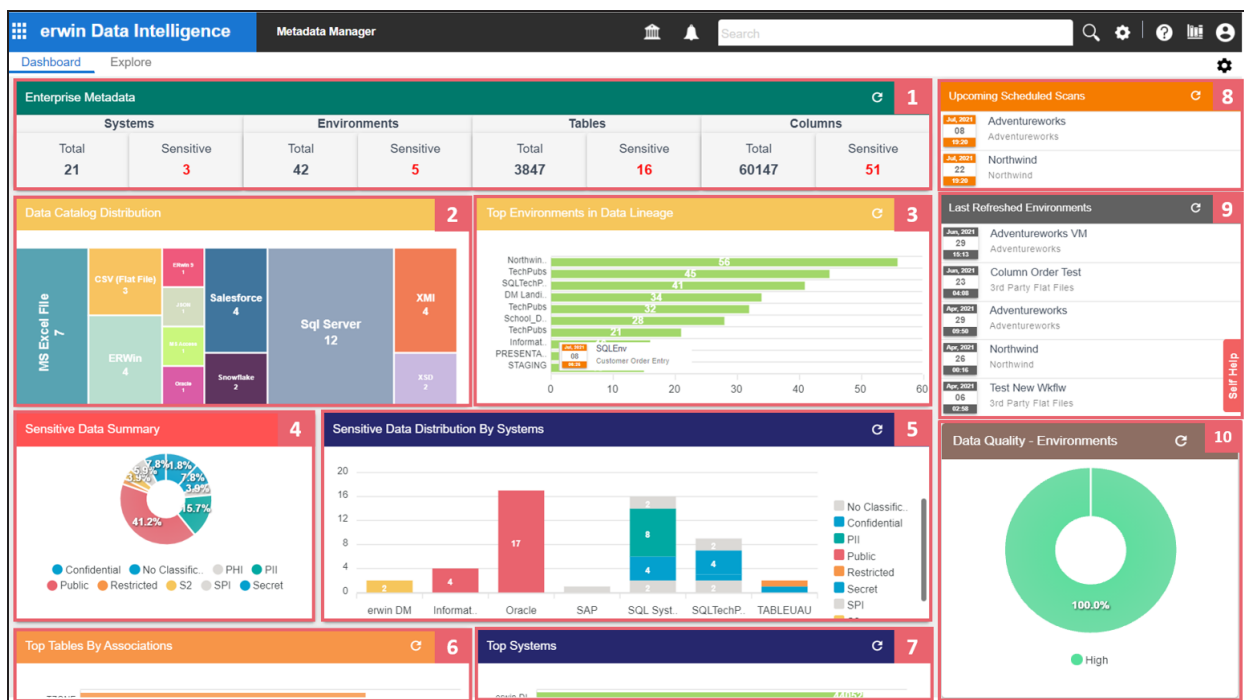 erwin Data Intelligence
Metadata Manager
Search
Dashboard
Explore
Enterprise Metadata
1
Systems
Environments
Tables
Columns
Total
Sensitive
Total
Sensitive
Total
Sensitive
Total
Sensitive
21
3
42
5
3847
16
60147
51
Data Catalog Distribution
2
MS Excel File
7
CSV (Flat File)
3
ERWin
4
ERwin 9
1
JSON
1
MS Access
1
Oracle
1
Salesforce
4
Snowflake
2
Sql Server
12
XMI
4
XSD
2
Top Environments in Data Lineage
3
Northwin..
56
TechPubs
45
SQLTechP..
41
DM Landi..
34
TechPubs
32
School_D..
28
TechPubs
21
Informat..
PRESENTA..
STAGING
Jul, 2021
08
SQLEnv
Customer Order Entry
0
10
20
30
40
50
60
Sensitive Data Summary
4
7.8%
1.8%
7.8%
3.9%
15.7%
41.2%
3.9%
5.9%
Confidential
No Classific..
PHI
PII
Public
Restricted
S2
SPI
Secret
Sensitive Data Distribution By Systems
5
20
16
12
8
4
0
2
4
17
2
8
4
2
2
4
2
erwin DM
Informat..
Oracle
SAP
SQL Syst..
SQLTechP..
TABLEUAU
No Classific..
Confidential
PII
Public
Restricted
Secret
SPI
Top Tables By Associations
6
Top Systems
7
44052
Upcoming Scheduled Scans
8
Jul, 2021
08
19:20
Adventureworks
Adventureworks
Jul, 2021
22
19:20
Northwind
Northwind
Last Refreshed Environments
9
Jun, 2021
29
15:13
Adventureworks VM
Adventureworks
Jun, 2021
23
04:08
Column Order Test
3rd Party Flat Files
Apr, 2021
29
09:50
Adventureworks
Adventureworks
Apr, 2021
26
00:16
Northwind
Northwind
Apr, 2021
06
02:58
Test New Wkflw
3rd Party Flat Files
Self Help
Data Quality - Environments
10
100.0%
High